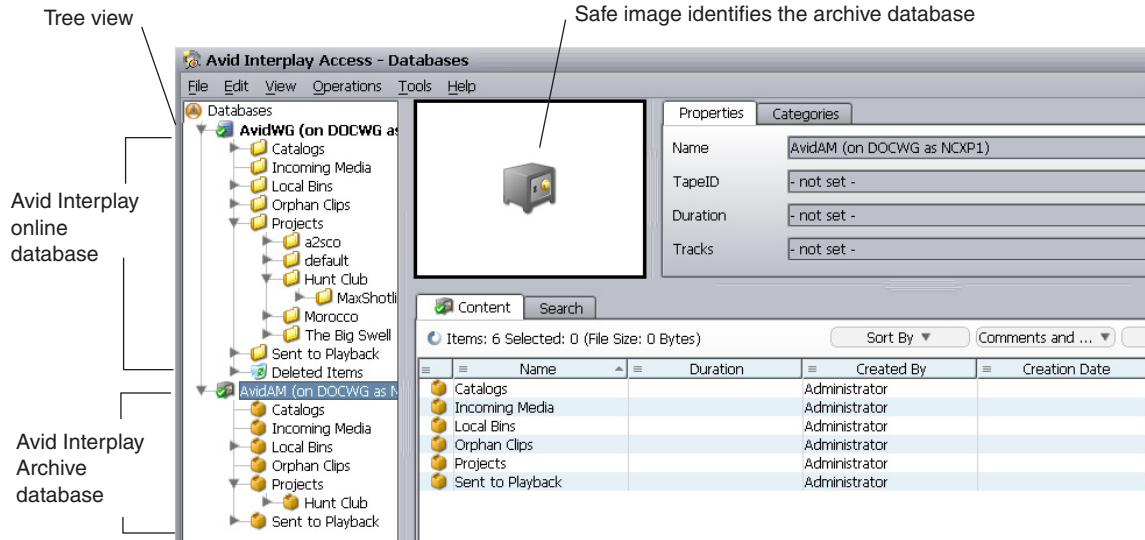 Tree view
Safe image identifies the archive database
Avid Interplay Access - Databases
File Edit View Operations Tools Help
Databases
AvidWG (on DOCWG as
Catalogs
Incoming Media
Local Bins
Orphan Clips
Projects
a2sco
default
Hunt Club
MaxShotli
Morocco
The Big Swell
Sent to Playback
Deleted Items
AvidAM (on DOCWG as N
Catalogs
Incoming Media
Local Bins
Orphan Clips
Projects
Hunt Club
Sent to Playback
Avid Interplay
online
database
Avid Interplay
Archive
database
Properties Categories
Name AvidAM (on DOCWG as NCXP1)
TapeID - not set -
Duration - not set -
Tracks - not set -
Content Search
Items: 6 Selected: 0 (File Size: 0 Bytes) Sort By Comments and ...
Name Duration Created By Creation Date
Catalogs Administrator
Incoming Media Administrator
Local Bins Administrator
Orphan Clips Administrator
Projects Administrator
Sent to Playback Administrator